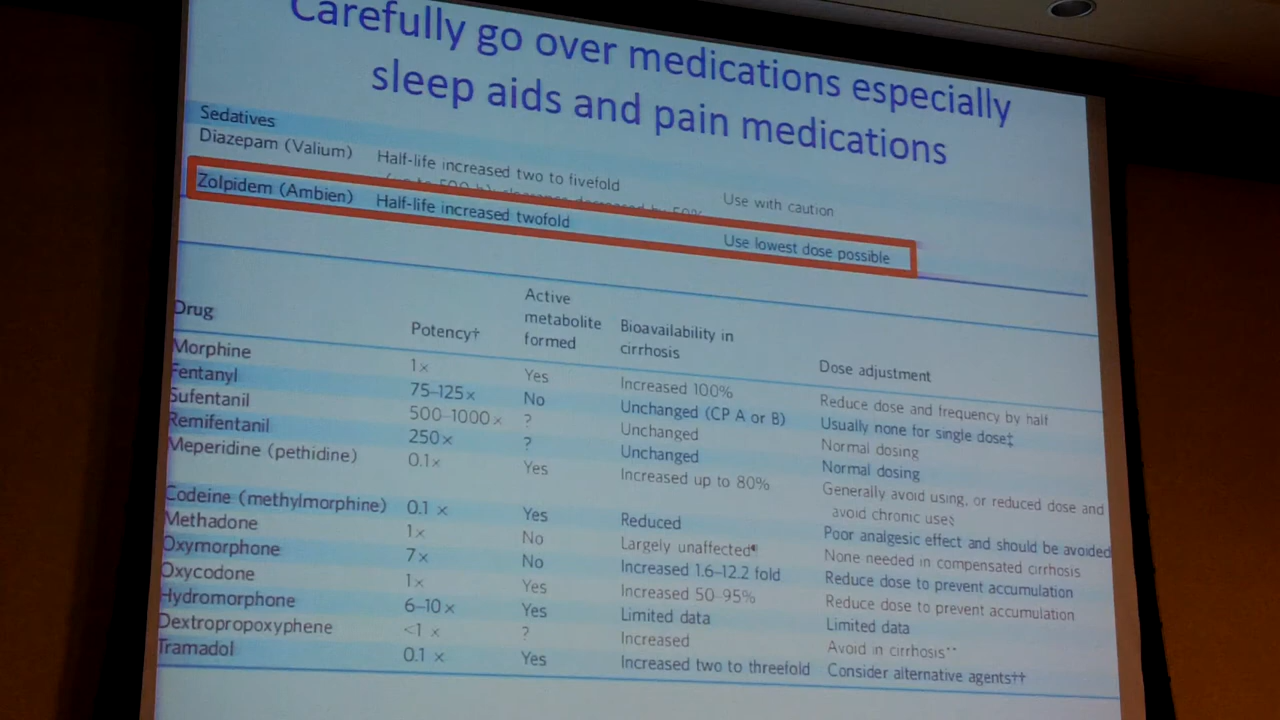 Carefully go over medications especially
sleep aids and pain medications
Sedatives
Diazepam (Valium) Half-life increased two to fivefold Use with caution
Zolpidem (Ambien) Half-life increased twofold Use lowest dose possible
Drug Potency† Active metabolite formed Bioavailability in cirrhosis Dose adjustment
Morphine 1× Yes Increased 100% Reduce dose and frequency by half
Fentanyl 75–125× No Unchanged (CP A or B) Usually none for single dose‡
Sufentanil 500–1000× ? Unchanged Normal dosing
Remifentanil 250× ? Unchanged Normal dosing
Meperidine (pethidine) 0.1× Yes Increased up to 80% Generally avoid using, or reduced dose and
avoid chronic use§
Codeine (methylmorphine) 0.1 × Yes Reduced Poor analgesic effect and should be avoided
Methadone 1× No Largely unaffected¶ None needed in compensated cirrhosis
Oxymorphone 7× No Increased 1.6–12.2 fold Reduce dose to prevent accumulation
Oxycodone 1× Yes Increased 50–95% Reduce dose to prevent accumulation
Hydromorphone 6–10× Yes Limited data Limited data
Dextropropoxyphene <1 × ? Increased Avoid in cirrhosis**
Tramadol 0.1 × Yes Increased two to threefold Consider alternative agents††